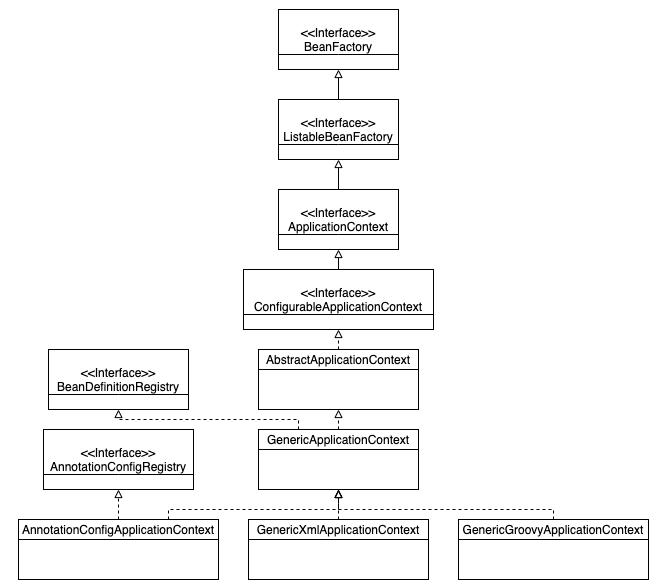 <<Interface>>
BeanFactory
<<Interface>>
ListableBeanFactory
<<Interface>>
ApplicationContext
<<Interface>>
ConfigurableApplicationContext
<<Interface>>
BeanDefinitionRegistry
AbstractApplicationContext
<<Interface>>
AnnotationConfigRegistry
GenericApplicationContext
AnnotationConfigApplicationContext
GenericXmlApplicationContext
GenericGroovyApplicationContext